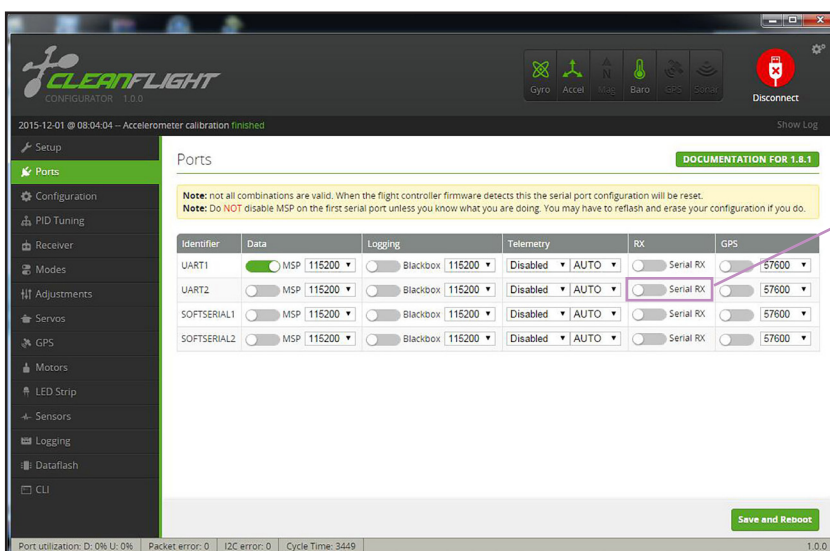 CLEANFLIGHT
CONFIGURATOR 1.0.0
Gyro Accel Mag Baro GPS Sonar
Disconnect
2015-12-01 @ 08:04:04 -- Accelerometer calibration finished
Show Log
Setup
Ports
Configuration
PID Tuning
Receiver
Modes
Adjustments
Servos
GPS
Motors
LED Strip
Sensors
Logging
Dataflash
CLI
Ports
DOCUMENTATION FOR 1.8.1
Note: not all combinations are valid. When the flight controller firmware detects this the serial port configuration will be reset.
Note: Do NOT disable MSP on the first serial port unless you know what you are doing. You may have to reflash and erase your configuration if you do.
Identifier Data Logging Telemetry RX GPS
UART1 MSP 115200 Blackbox 115200 Disabled AUTO Serial RX 57600
UART2 MSP 115200 Blackbox 115200 Disabled AUTO Serial RX 57600
SOFTSERIAL1 MSP 115200 Blackbox 115200 Disabled AUTO Serial RX 57600
SOFTSERIAL2 MSP 115200 Blackbox 115200 Disabled AUTO Serial RX 57600
Save and Reboot
Port utilization: D: 0% U: 0% Packet error: 0 I2C error: 0 Cycle Time: 3449 1.0.0